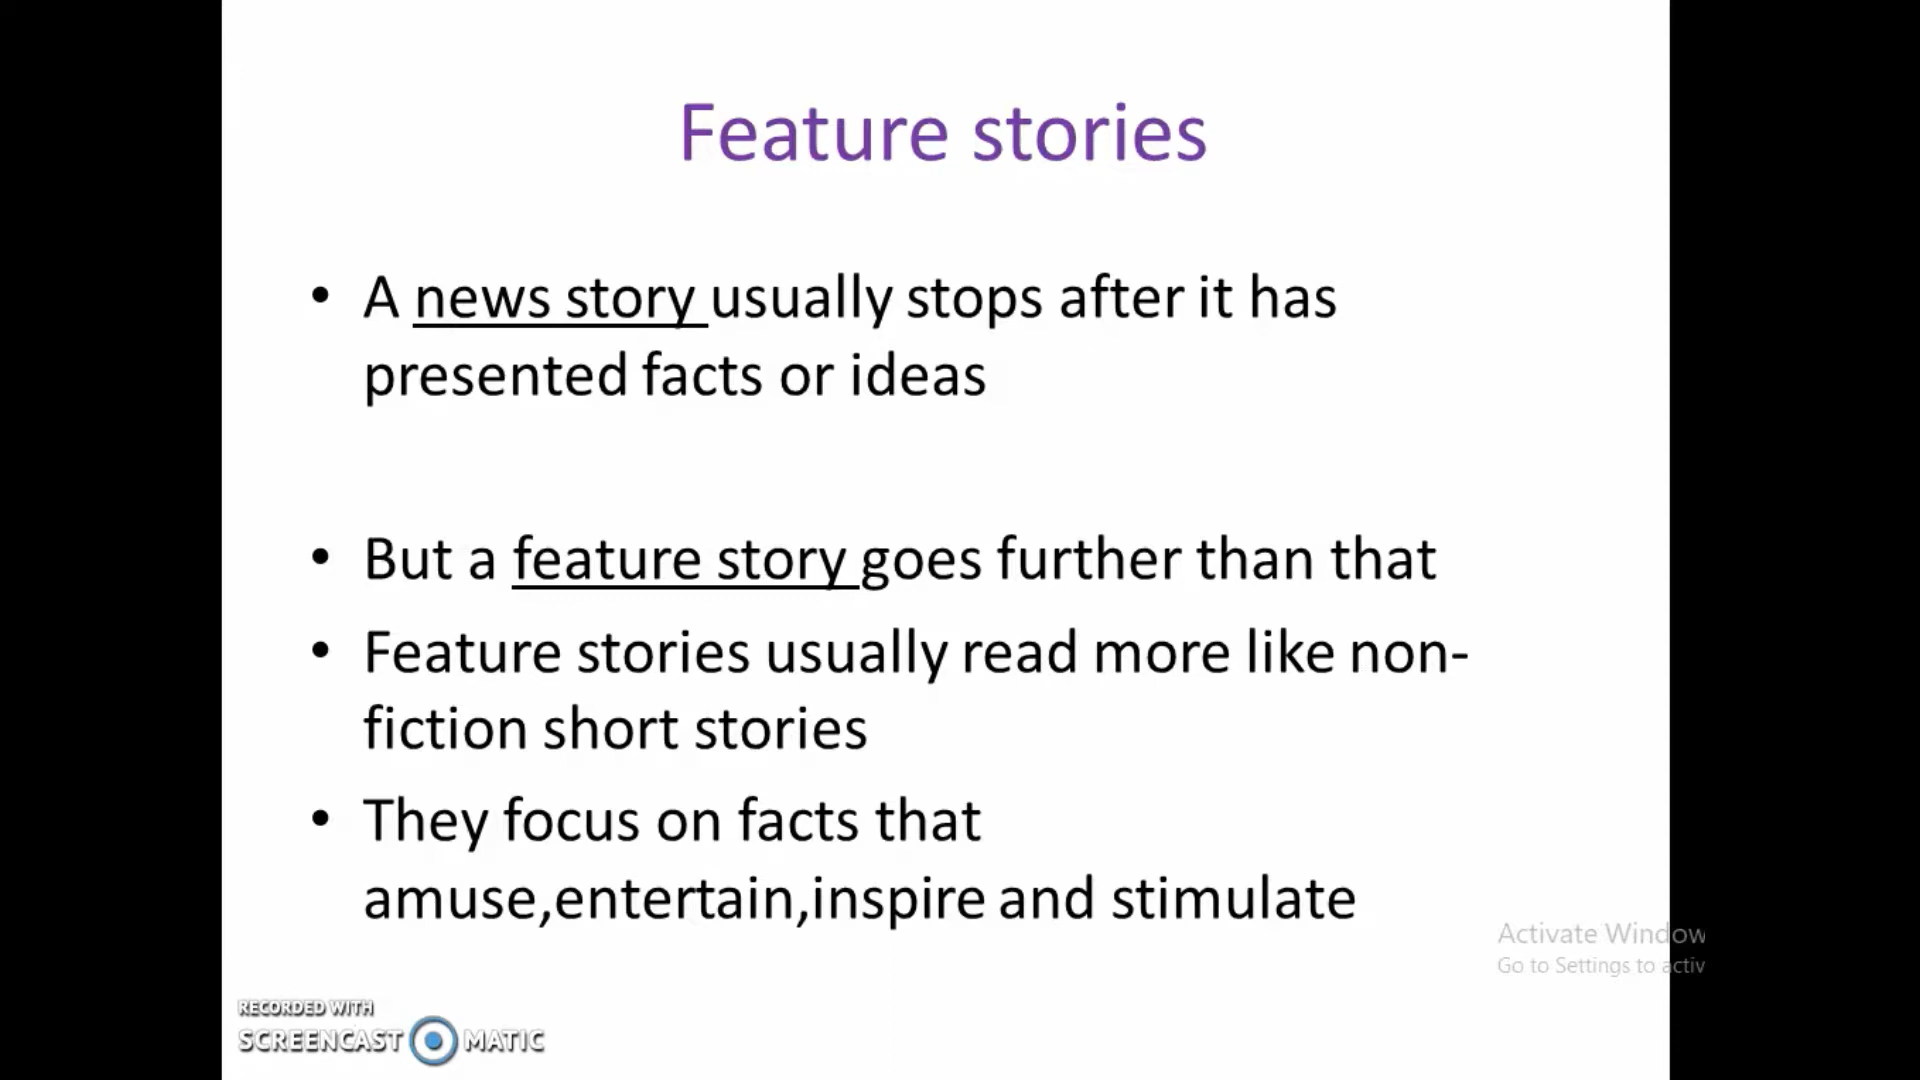 Feature stories
• A news story usually stops after it has
presented facts or ideas
• But a feature story goes further than that
• Feature stories usually read more like non-
fiction short stories
• They focus on facts that
amuse,entertain,inspire and stimulate
Activate Window
Go to Settings to activ
RECORDED WITH
SCREENCAST MATIC